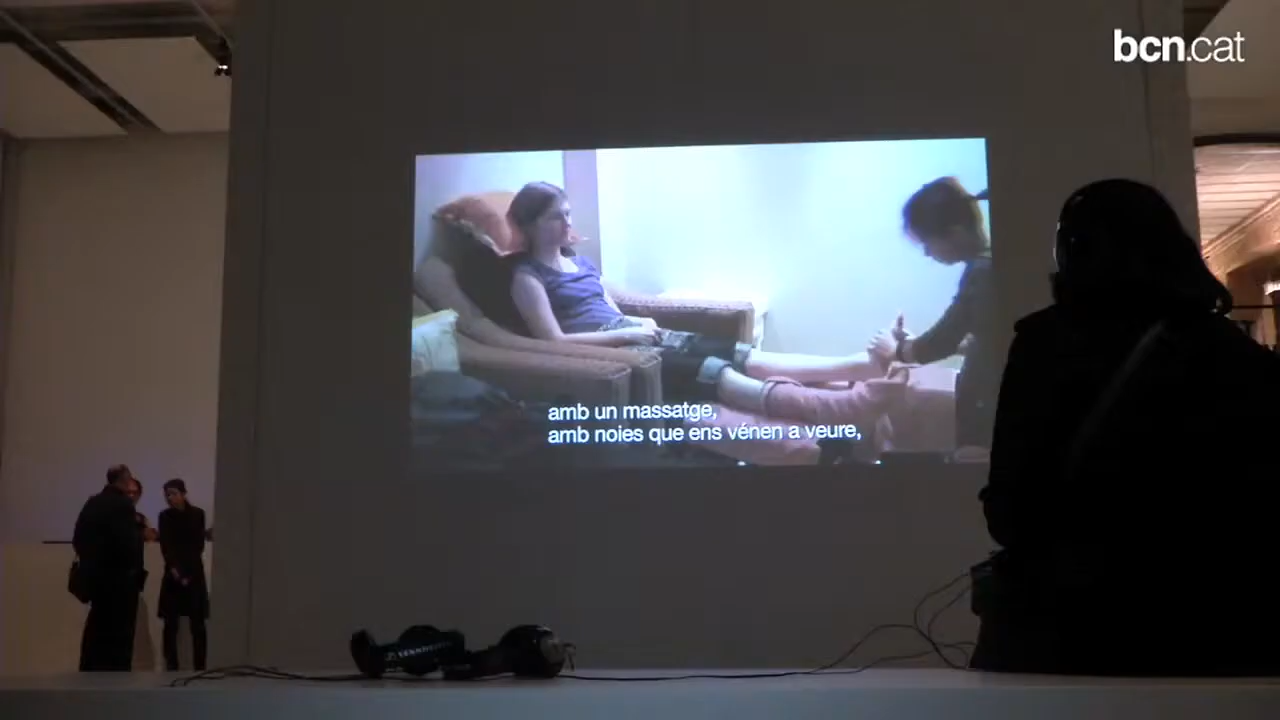 bcn.cat
amb un massatge,
amb noies que ens vénen a veure,